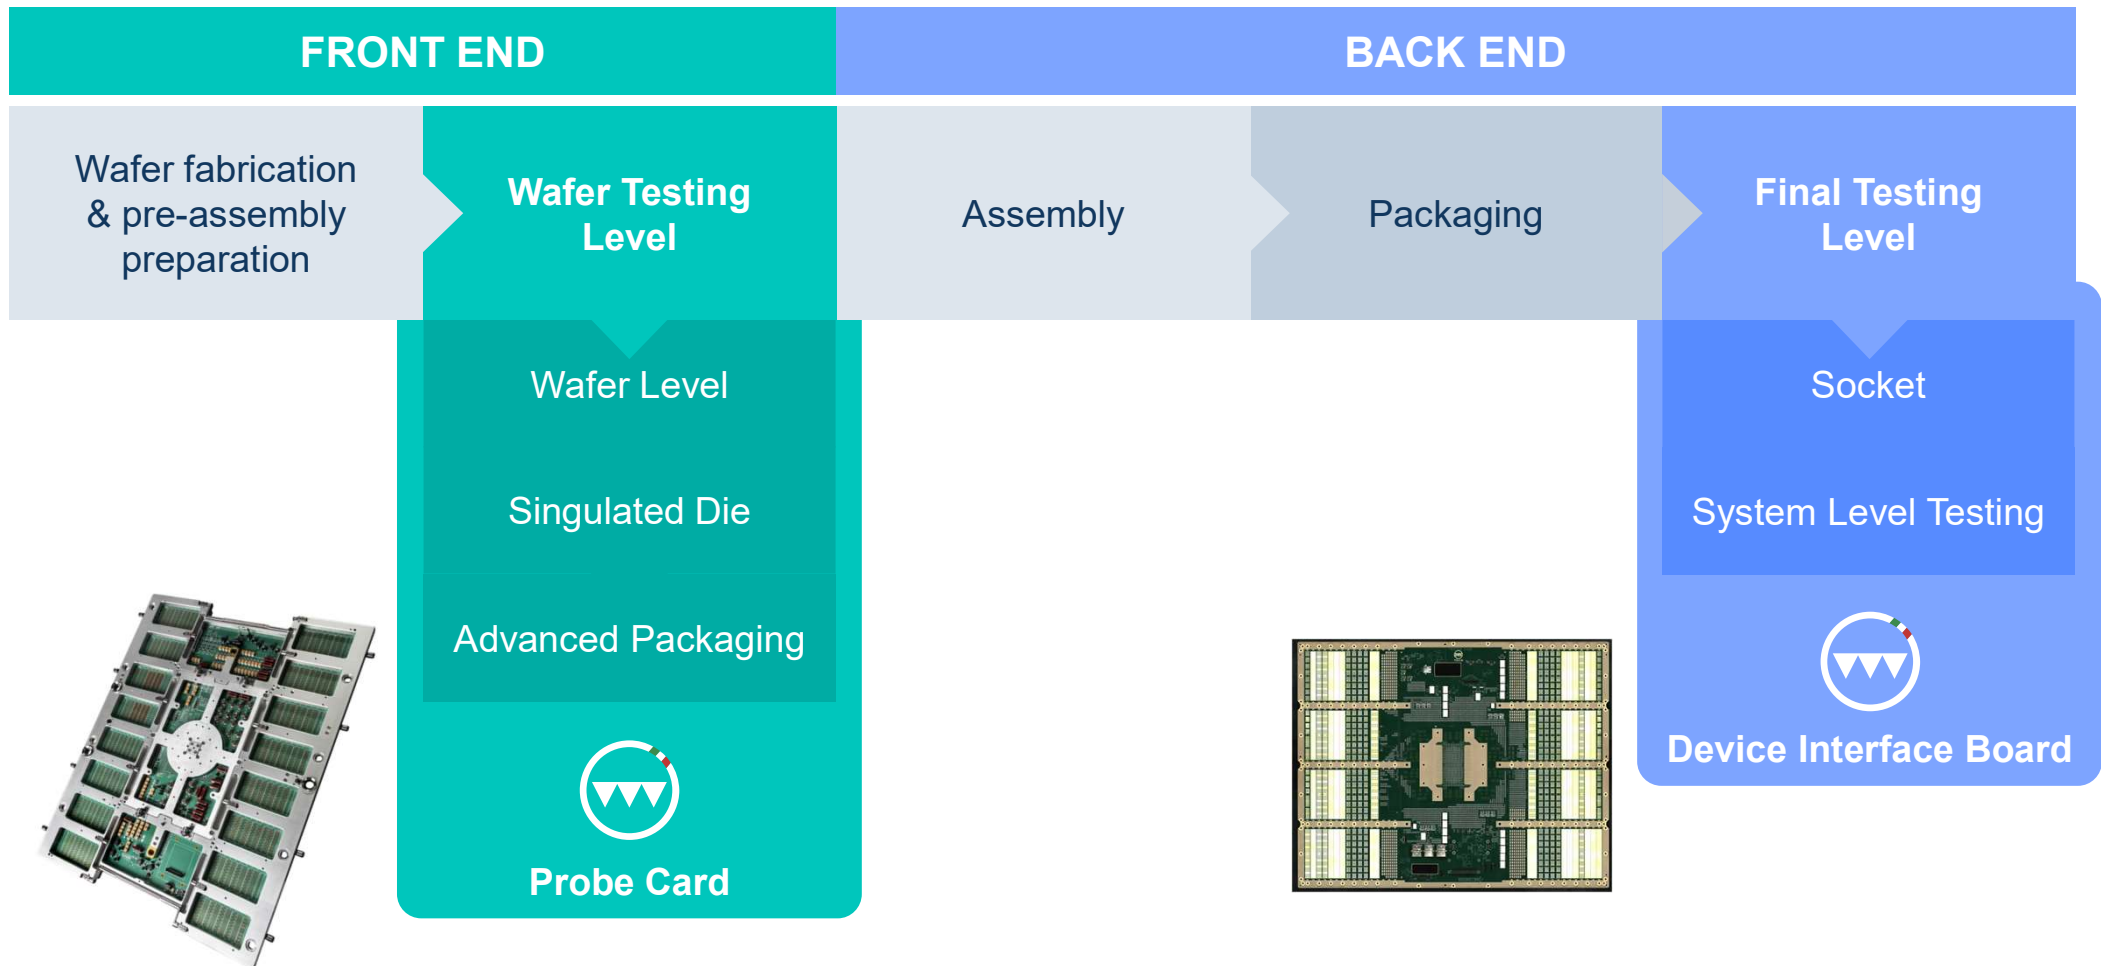 FRONT END
BACK END
Wafer fabrication
& pre-assembly
preparation
Wafer Testing
Level
Assembly
Packaging
Final Testing
Level
Wafer Level
Singulated Die
Advanced Packaging
Probe Card
Socket
System Level Testing
Device Interface Board